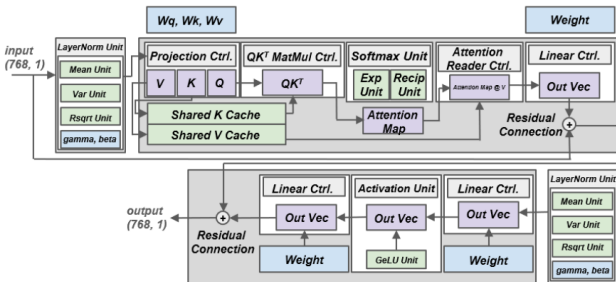 Wq, Wk, Wv
Weight
input
(768, 1)
LayerNorm Unit
Mean Unit
Var Unit
Rsqrt Unit
gamma, beta
Projection Ctrl.
V
K
Q
Shared K Cache
Shared V Cache
QKᵀ MatMul Ctrl.
QKᵀ
Attention
Map
Softmax Unit
Exp
Unit
Recip
Unit
Attention
Reader Ctrl.
Attention Map @ V
Linear Ctrl.
Out Vec
Residual
Connection
output
(768, 1)
Residual
Connection
Linear Ctrl.
Out Vec
Weight
Activation Unit
Out Vec
GeLU Unit
Linear Ctrl.
Out Vec
Weight
LayerNorm Unit
Mean Unit
Var Unit
Rsqrt Unit
gamma, beta